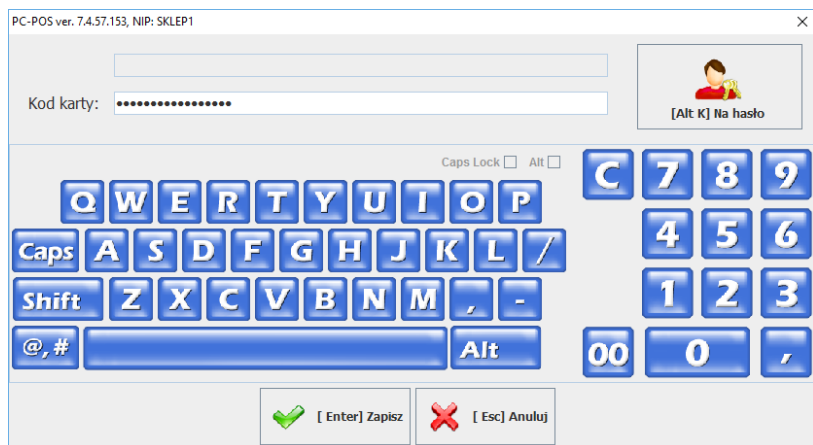 PC-POS ver. 7.4.57.153, NIP: SKLEP1
Kod karty: •••••••••••••••••
[Alt K] Na hasło
Caps Lock Alt
Q W E R T Y U I O P
Caps A S D F G H J K L /
Shift Z X C V B N M , -
@,# Alt
C 7 8 9
4 5 6
1 2 3
00 0 ,
[ Enter] Zapisz
[ Esc] Anuluj